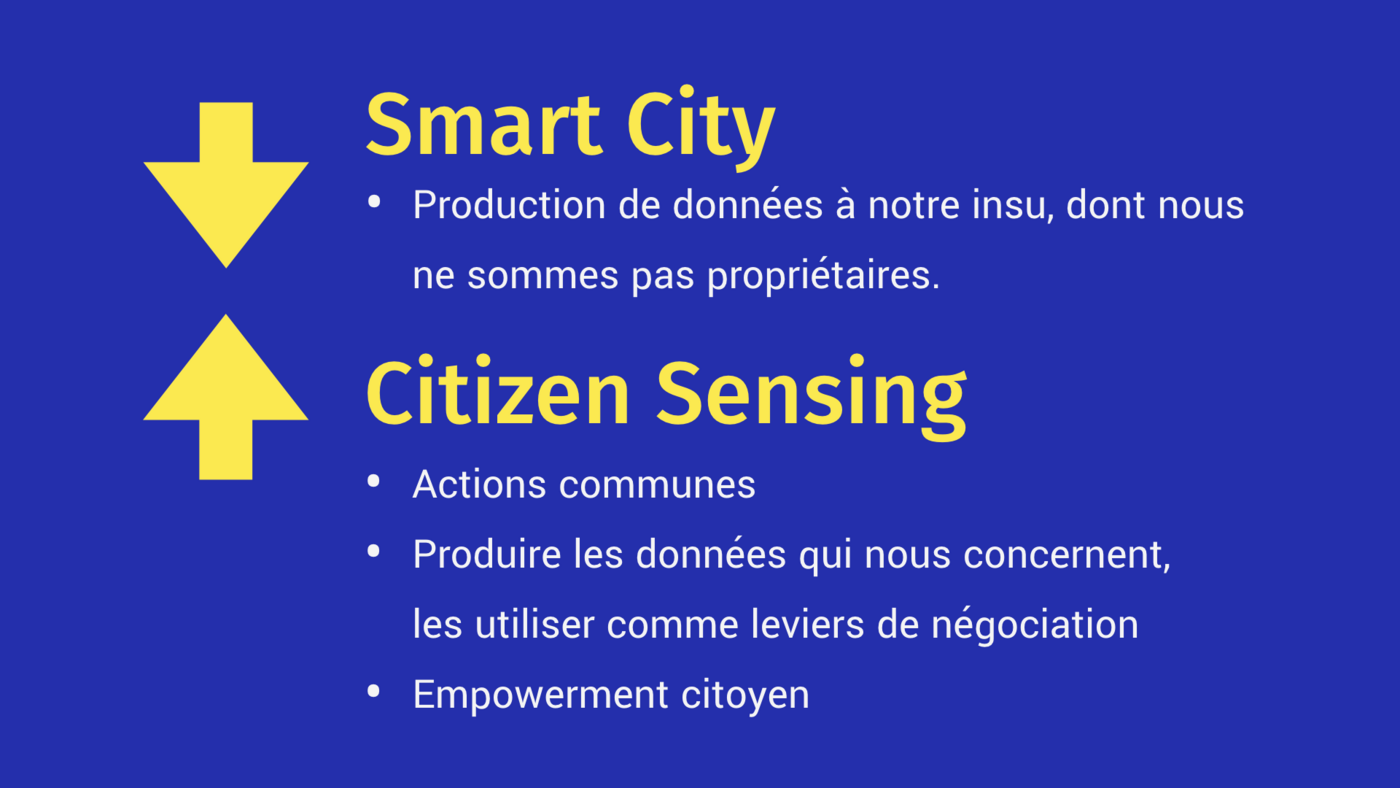 Smart City
• Production de données à notre insu, dont nous
ne sommes pas propriétaires.
Citizen Sensing
• Actions communes
• Produire les données qui nous concernent,
les utiliser comme leviers de négociation
• Empowerment citoyen